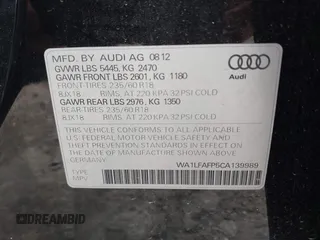 MFD. BY AUDI AG 08 12
GVWR LBS 5445, KG 2470
GAWR FRONT LBS 2601, KG 1180
FRONT-TIRES 235/60 R18
8JX18 RIMS, AT 220 KPA 32 PSI COLD
GAWR REAR LBS 2976, KG 1350
REAR-TIRES 235/60 R18
8JX18 RIMS, AT 220 KPA 32 PSI COLD
Audi
THIS VEHICLE CONFORMS TO ALL APPLICABLE
U.S. FEDERAL MOTOR VEHICLE SAFETY AND
THEFT PREVENTION STANDARDS IN EFFECT ON
THE DATE OF MANUFACTURE SHOWN ABOVE.
WA1LFAFP5CA139989
TYPE:
MPV
DREAMBID